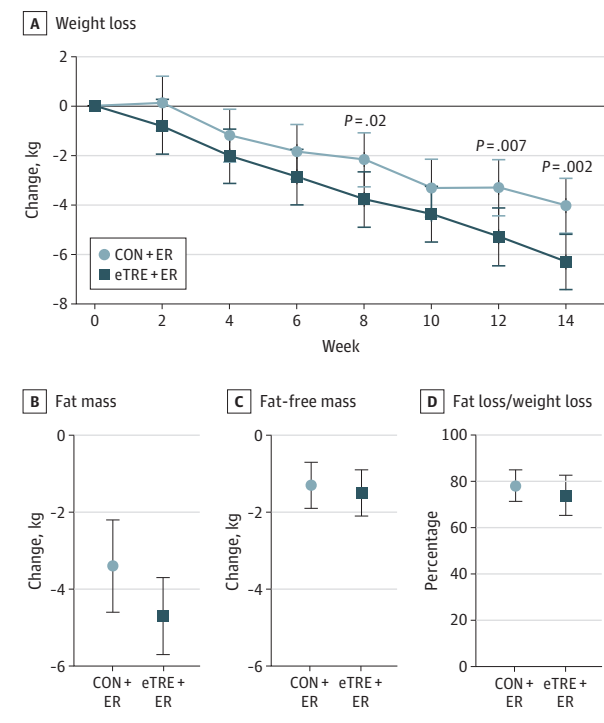 A Weight loss
2
0
-2
-4
-6
-8
Change, kg
P = .02
P = .007
P = .002
CON + ER
eTRE + ER
0 2 4 6 8 10 12 14
Week
B Fat mass
0
-2
-4
-6
Change, kg
CON + ER
eTRE + ER
C Fat-free mass
0
-2
-4
-6
Change, kg
CON + ER
eTRE + ER
D Fat loss/weight loss
100
80
60
40
20
0
Percentage
CON + ER
eTRE + ER